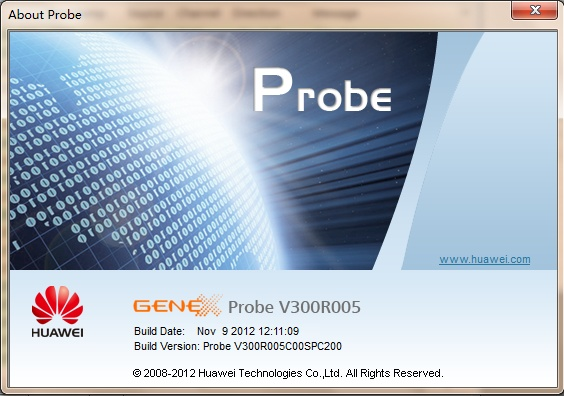 About Probe
Probe
www.huawei.com
HUAWEI
GENEX Probe V300R005
Build Date: Nov 9 2012 12:11:09
Build Version: Probe V300R005C00SPC200
© 2008-2012 Huawei Technologies Co.,Ltd. All Rights Reserved.